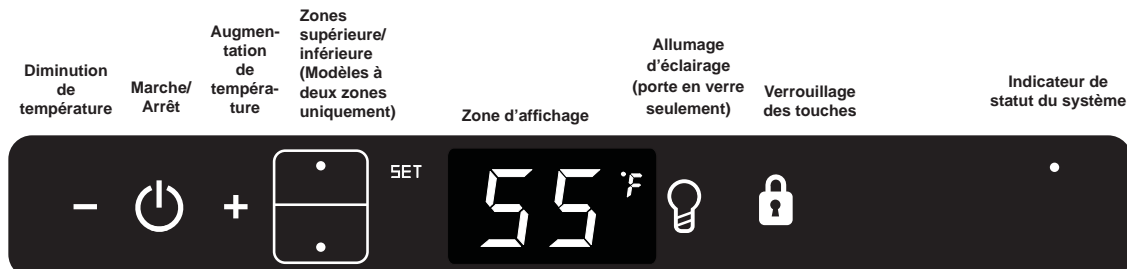 Diminution
de
température
Marche/
Arrêt
Augmen-
tation
de
tempéra-
ture
Zones
supérieure/
inférieure
(Modèles à
deux zones
uniquement)
Zone d'affichage
Allumage
d'éclairage
(porte en verre
seulement)
Verrouillage
des touches
Indicateur de
statut du système
– + SET 55 °F